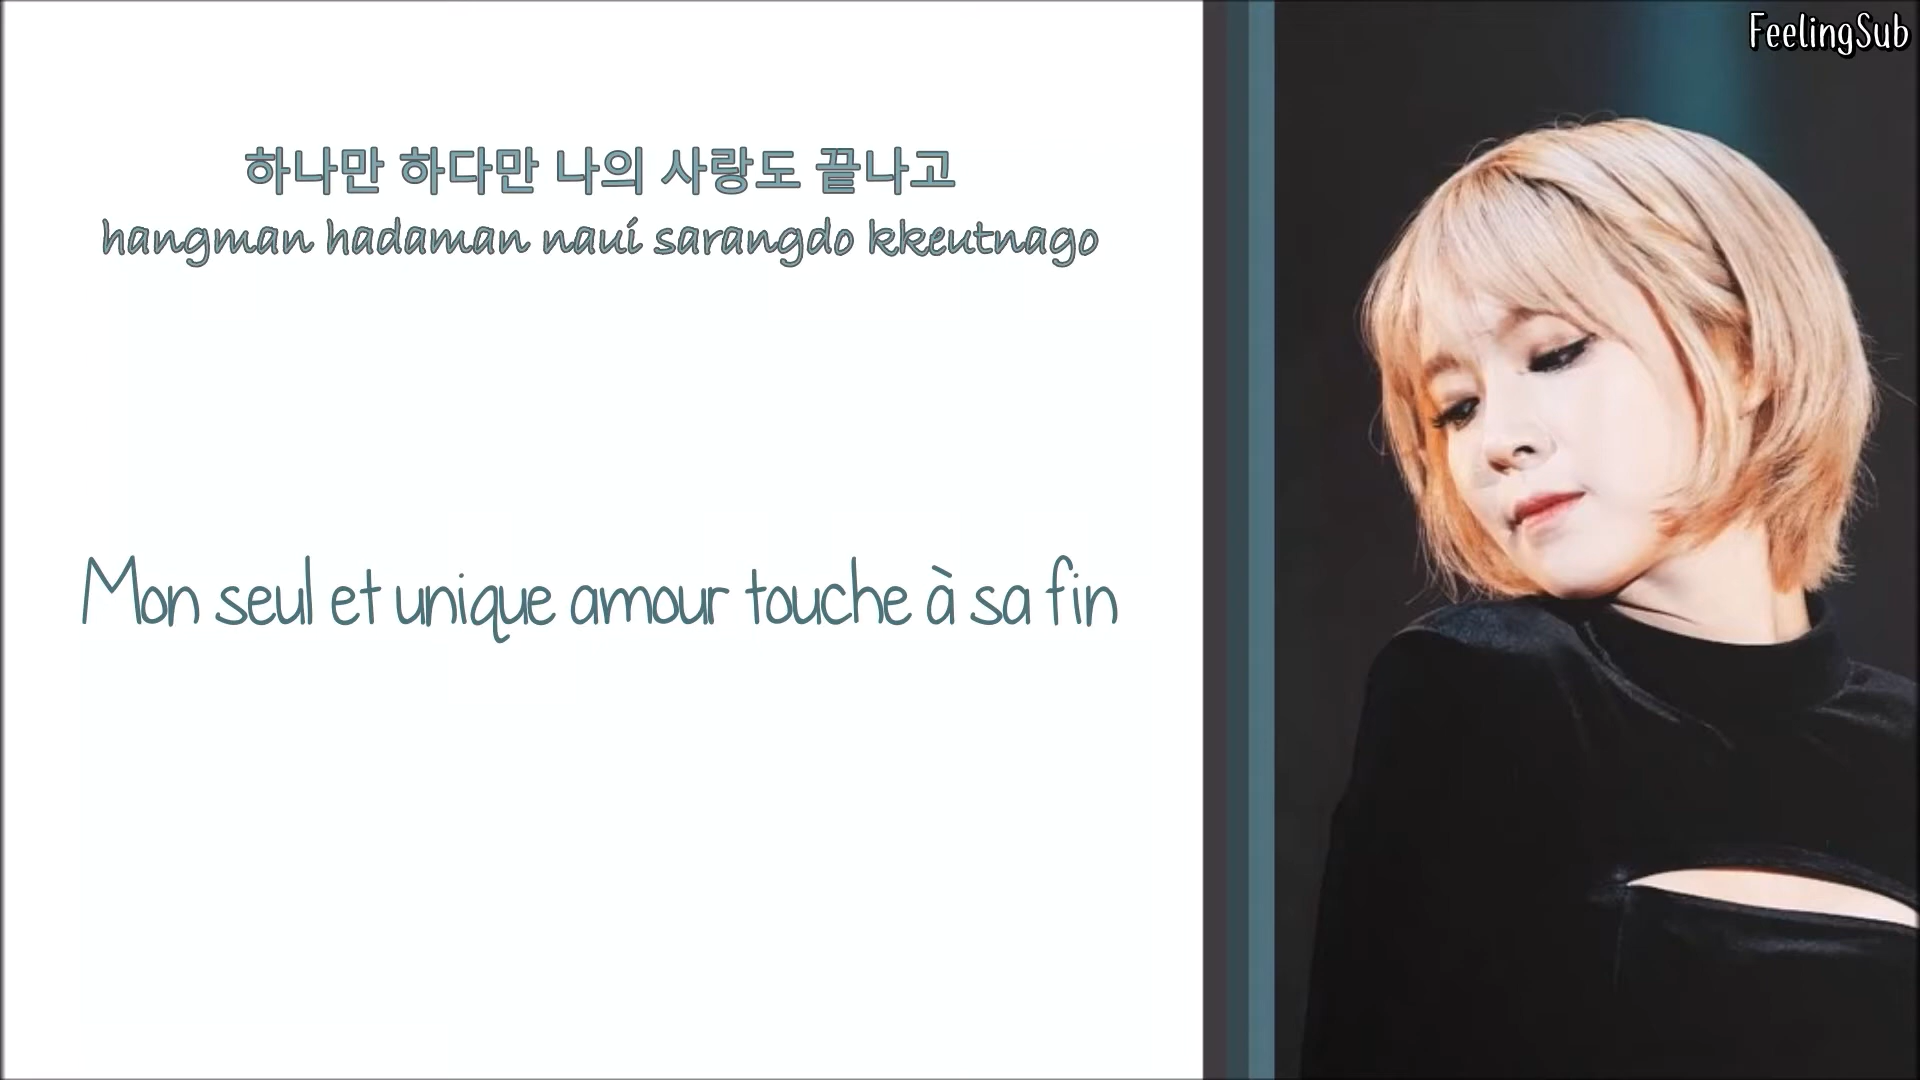 FeelingSub
하나만 하다만 나의 사랑도 끝나고
hangman hadaman nauí sarangdo kkeutnago
Mon seul et unique amour touche à sa fin